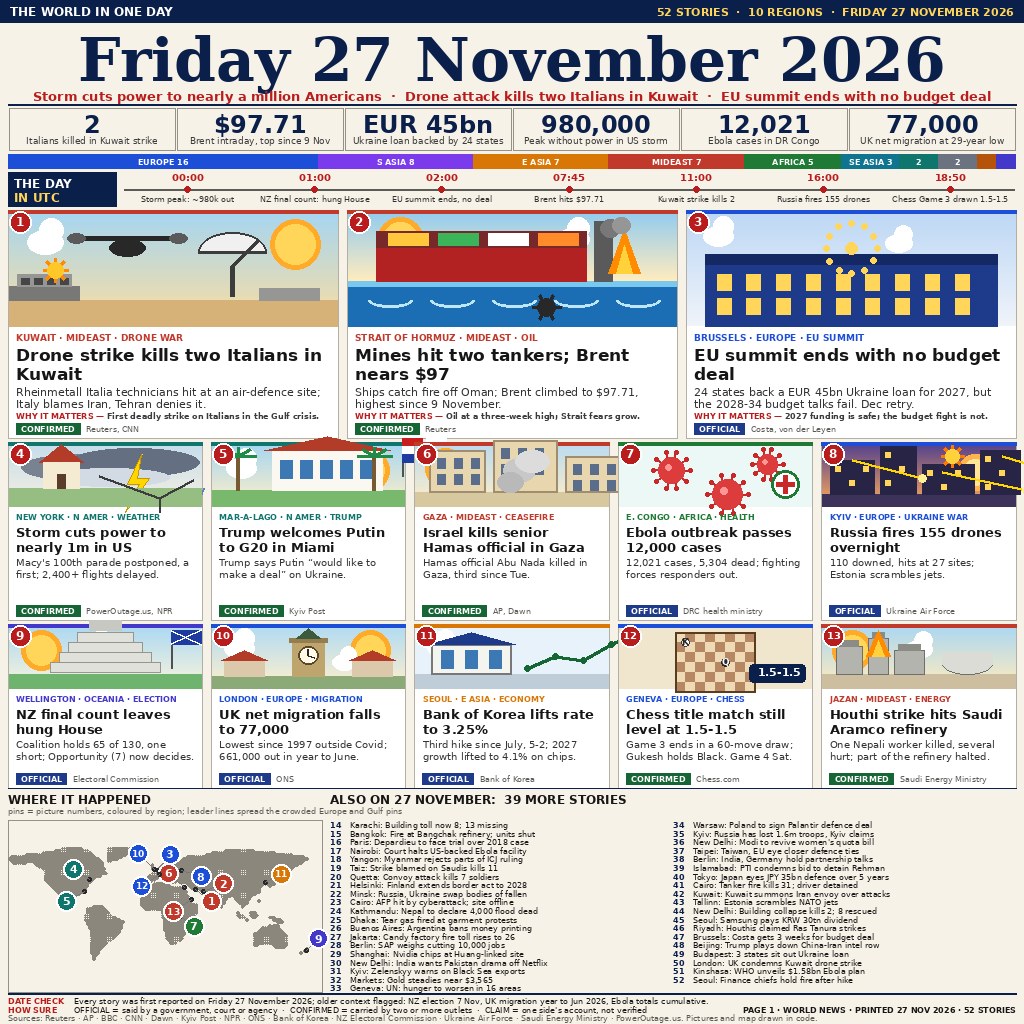 THE WORLD IN ONE DAY
52 STORIES · 10 REGIONS · FRIDAY 27 NOVEMBER 2026
Friday 27 November 2026
Storm cuts power to nearly a million Americans · Drone attack kills two Italians in Kuwait · EU summit ends with no budget deal
2
Italians killed in Kuwait strike
$97.71
Brent intraday, top since 9 Nov
EUR 45bn
Ukraine loan backed by 24 states
980,000
Peak without power in US storm
12,021
Ebola cases in DR Congo
77,000
UK net migration at 29-year low
EUROPE 16
S ASIA 8
E ASIA 7
MIDEAST 7
AFRICA 5
SE ASIA 3
2
2
THE DAY
IN UTC
00:00
Storm peak: ~980k out
01:00
NZ final count: hung House
02:00
EU summit ends, no deal
07:45
Brent hits $97.71
11:00
Kuwait strike kills 2
16:00
Russia fires 155 drones
18:50
Chess Game 3 drawn 1.5-1.5
1
KUWAIT · MIDEAST · DRONE WAR
Drone strike kills two Italians in
Kuwait
Rheinmetall Italia technicians hit at an air-defence site;
Italy blames Iran, Tehran denies it.
WHY IT MATTERS — First deadly strike on Italians in the Gulf crisis.
CONFIRMED Reuters, CNN
2
STRAIT OF HORMUZ · MIDEAST · OIL
Mines hit two tankers; Brent
nears $97
Ships catch fire off Oman; Brent climbed to $97.71,
highest since 9 November.
WHY IT MATTERS — Oil at a three-week high; Strait fears grow.
CONFIRMED Reuters
3
BRUSSELS · EUROPE · EU SUMMIT
EU summit ends with no budget
deal
24 states back a EUR 45bn Ukraine loan for 2027, but
the 2028-34 budget talks fail. Dec retry.
WHY IT MATTERS — 2027 funding is safe; the budget fight is not.
OFFICIAL Costa, von der Leyen
4
NEW YORK · N AMER · WEATHER
Storm cuts power to
nearly 1m in US
Macy's 100th parade postponed, a
first; 2,400+ flights delayed.
CONFIRMED PowerOutage.us, NPR
5
MAR-A-LAGO · N AMER · TRUMP
Trump welcomes Putin
to G20 in Miami
Trump says Putin “would like to
make a deal” on Ukraine.
CONFIRMED Kyiv Post
6
GAZA · MIDEAST · CEASEFIRE
Israel kills senior
Hamas official in Gaza
Hamas official Abu Nada killed in
Gaza, third since Tue.
CONFIRMED AP, Dawn
7
E. CONGO · AFRICA · HEALTH
Ebola outbreak passes
12,000 cases
12,021 cases, 5,304 dead; fighting
forces responders out.
OFFICIAL DRC health ministry
8
KYIV · EUROPE · UKRAINE WAR
Russia fires 155 drones
overnight
110 downed, hits at 27 sites;
Estonia scrambles jets.
OFFICIAL Ukraine Air Force
9
WELLINGTON · OCEANIA · ELECTION
NZ final count leaves
hung House
Coalition holds 65 of 130, one
short; Opportunity (7) now decides.
OFFICIAL Electoral Commission
10
LONDON · EUROPE · MIGRATION
UK net migration falls
to 77,000
Lowest since 1997 outside Covid;
661,000 out in year to June.
OFFICIAL ONS
11
SEOUL · E ASIA · ECONOMY
Bank of Korea lifts rate
to 3.25%
Third hike since July, 5-2; 2027
growth lifted to 4.1% on chips.
OFFICIAL Bank of Korea
12
1.5-1.5
GENEVA · EUROPE · CHESS
Chess title match still
level at 1.5-1.5
Game 3 ends in a 60-move draw;
Gukesh holds Black. Game 4 Sat.
CONFIRMED Chess.com
13
JAZAN · MIDEAST · ENERGY
Houthi strike hits Saudi
Aramco refinery
One Nepali worker killed, several
hurt; part of the refinery halted.
CONFIRMED Saudi Energy Ministry
WHERE IT HAPPENED
pins = picture numbers, coloured by region; leader lines spread the crowded Europe and Gulf pins
10
3
4
6
8
2
11
12
5
1
13
7
9
ALSO ON 27 NOVEMBER: 39 MORE STORIES
14 Karachi: Building toll now 8; 13 missing
15 Bangkok: Fire at Bangchak refinery; units shut
16 Paris: Depardieu to face trial over 2018 case
17 Nairobi: Court halts US-backed Ebola facility
18 Yangon: Myanmar rejects parts of ICJ ruling
19 Taiz: Strike blamed on Saudis kills 11
20 Quetta: Convoy attack kills 7 soldiers
21 Helsinki: Finland extends border act to 2028
22 Minsk: Russia, Ukraine swap bodies of fallen
23 Cairo: AFP hit by cyberattack; site offline
24 Kathmandu: Nepal to declare 4,000 flood dead
25 Dhaka: Tear gas fired at garment protests
26 Buenos Aires: Argentina bans money printing
27 Jakarta: Candy factory fire toll rises to 26
28 Berlin: SAP weighs cutting 10,000 jobs
29 Shanghai: Nvidia chips at Huang-linked site
30 New Delhi: India wants Pakistan drama off Netflix
31 Kyiv: Zelenskyy warns on Black Sea exports
32 Markets: Gold steadies near $3,565
33 Geneva: UN: hunger to worsen in 16 areas
34 Warsaw: Poland to sign Palantir defence deal
35 Kyiv: Russia has lost 1.6m troops, Kyiv claims
36 New Delhi: Modi to revive women's quota bill
37 Taipei: Taiwan, EU eye closer defence ties
38 Berlin: India, Germany hold partnership talks
39 Islamabad: PTI condemns bid to detain Rehman
40 Tokyo: Japan eyes JPY 35bn defence over 5 years
41 Cairo: Tanker fire kills 31; driver detained
42 Kuwait: Kuwait summons Iran envoy over attacks
43 Tallinn: Estonia scrambles NATO jets
44 New Delhi: Building collapse kills 2; 8 rescued
45 Seoul: Samsung pays KRW 30tn dividend
46 Riyadh: Houthis claimed Ras Tanura strikes
47 Brussels: Costa gets 3 weeks for budget deal
48 Beijing: Trump plays down China-Iran intel row
49 Budapest: 3 states sit out Ukraine loan
50 London: UK condemns Kuwait drone strike
51 Kinshasa: WHO unveils $1.58bn Ebola plan
52 Seoul: Finance chiefs hold fire after hike
DATE CHECK Every story was first reported on Friday 27 November 2026; older context flagged: NZ election 7 Nov, UK migration year to Jun 2026, Ebola totals cumulative.
HOW SURE OFFICIAL = said by a government, court or agency · CONFIRMED = carried by two or more outlets · CLAIM = one side's account, not verified
PAGE 1 · WORLD NEWS · PRINTED 27 NOV 2026 · 52 STORIES
Sources: Reuters · AP · BBC · CNN · Dawn · Kyiv Post · NPR · ONS · Bank of Korea · NZ Electoral Commission · Ukraine Air Force · Saudi Energy Ministry · PowerOutage.us. Pictures and map drawn in code.